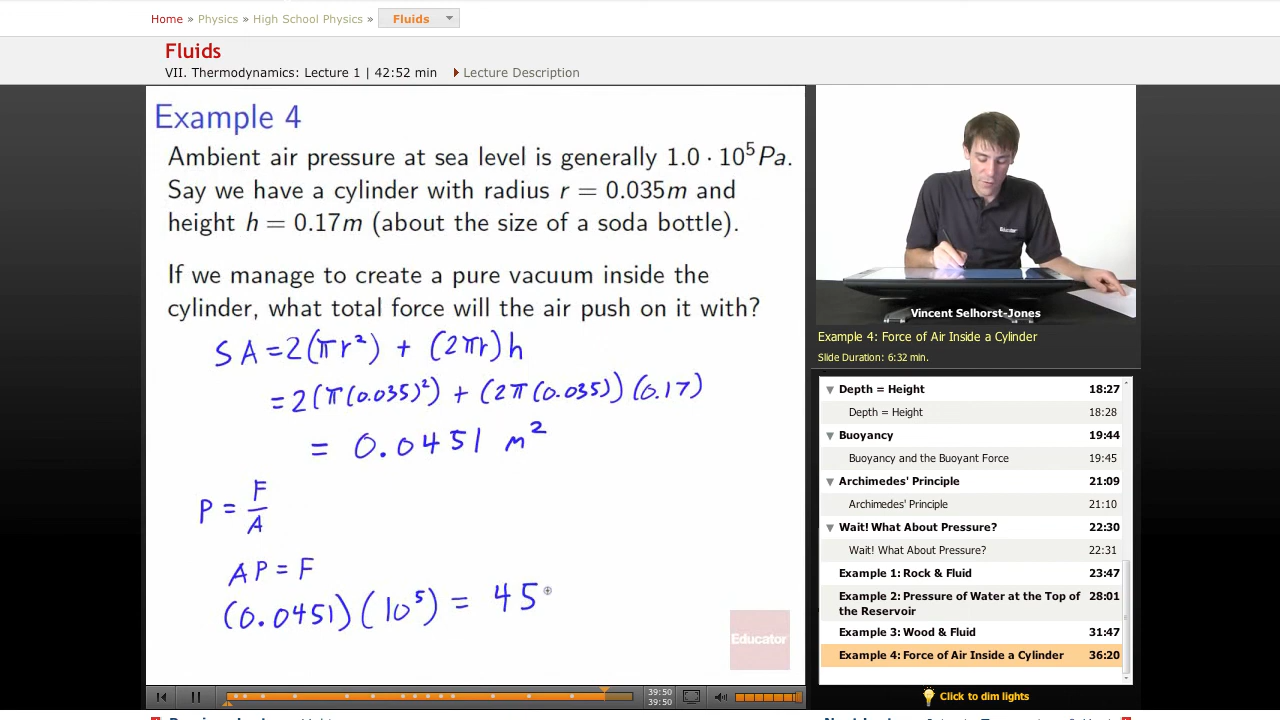 Home » Physics » High School Physics » Fluids
Fluids
VII. Thermodynamics: Lecture 1 | 42:52 min Lecture Description
Example 4
Ambient air pressure at sea level is generally 1.0 · 10⁵Pa.
Say we have a cylinder with radius r = 0.035m and
height h = 0.17m (about the size of a soda bottle).
If we manage to create a pure vacuum inside the
cylinder, what total force will the air push on it with?
SA = 2(πr²) + (2πr)h
= 2(π(0.035)²) + (2π(0.035))(0.17)
= 0.0451 m²
P = F/A
AP = F
(0.0451)(10⁵) = 45
Educator
39:50
39:50
Educator
Vincent Selhorst-Jones
Example 4: Force of Air Inside a Cylinder
Slide Duration: 6:32 min.
Depth = Height 18:27
Depth = Height 18:28
Buoyancy 19:44
Buoyancy and the Buoyant Force 19:45
Archimedes' Principle 21:09
Archimedes' Principle 21:10
Wait! What About Pressure? 22:30
Wait! What About Pressure? 22:31
Example 1: Rock & Fluid 23:47
Example 2: Pressure of Water at the Top of 28:01
the Reservoir
Example 3: Wood & Fluid 31:47
Example 4: Force of Air Inside a Cylinder 36:20
Click to dim lights